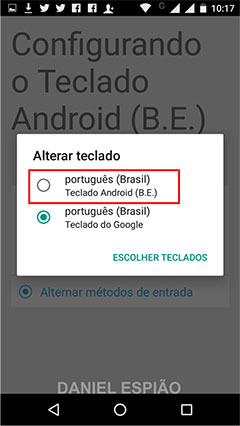 10:17
Configurando
o Teclado
Android (B.E.)
Alterar teclado
português (Brasil)
Teclado Android (B.E.)
português (Brasil)
Teclado do Google
ESCOLHER TECLADOS
Alternar métodos de entrada
DANIEL ESPIÃO